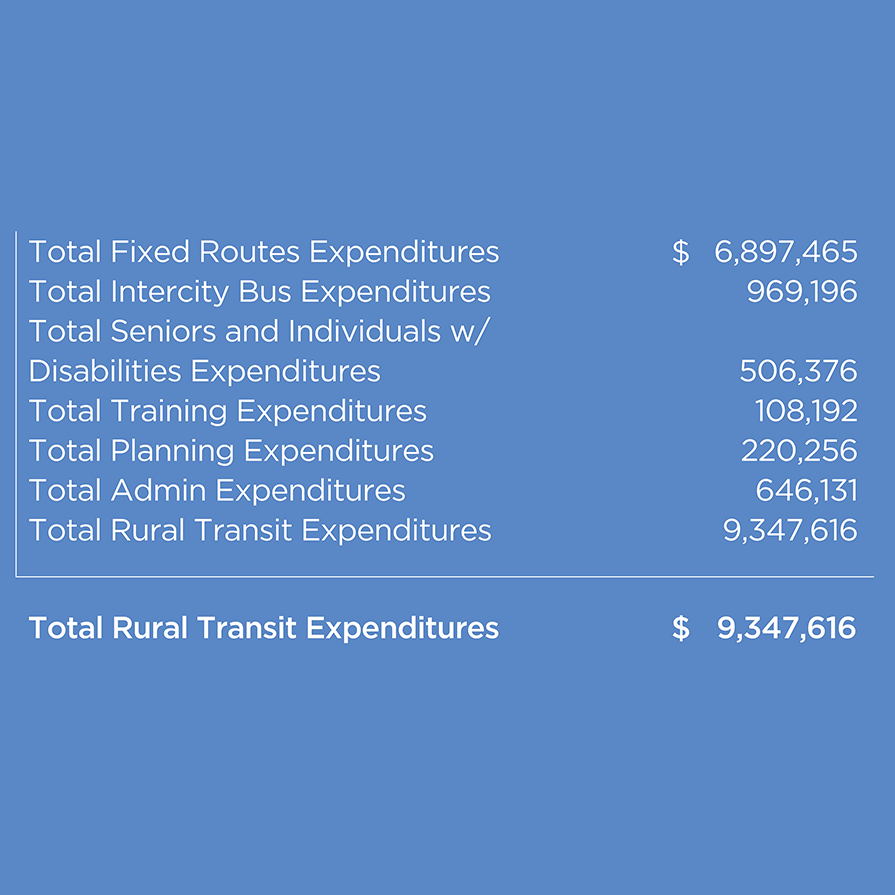 Total Fixed Routes Expenditures $ 6,897,465
Total Intercity Bus Expenditures 969,196
Total Seniors and Individuals w/
Disabilities Expenditures 506,376
Total Training Expenditures 108,192
Total Planning Expenditures 220,256
Total Admin Expenditures 646,131
Total Rural Transit Expenditures 9,347,616
Total Rural Transit Expenditures $ 9,347,616